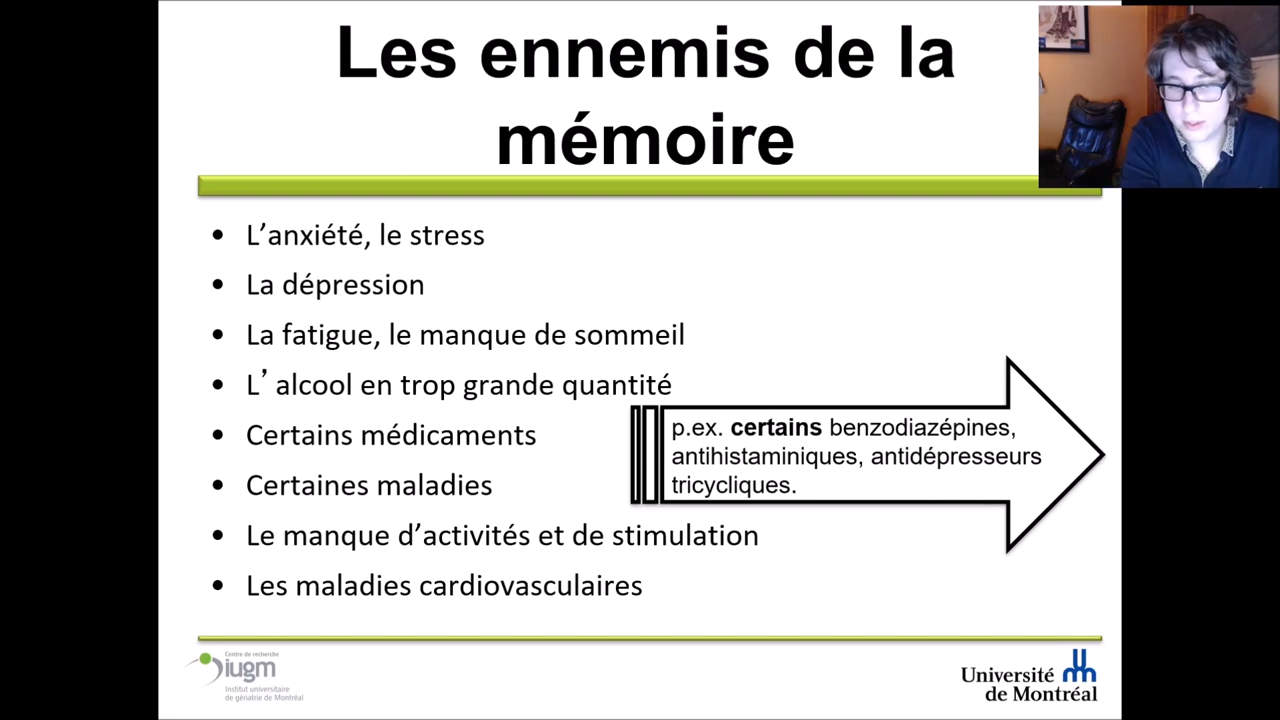 Les ennemis de la
mémoire
• L’anxiété, le stress
• La dépression
• La fatigue, le manque de sommeil
• L’ alcool en trop grande quantité
• Certains médicaments
p.ex. certains benzodiazépines,
antihistaminiques, antidépresseurs
tricycliques.
• Certaines maladies
• Le manque d’activités et de stimulation
• Les maladies cardiovasculaires
Centre de recherche
iugm
Institut universitaire
de gériatrie de Montréal
Université
de Montréal